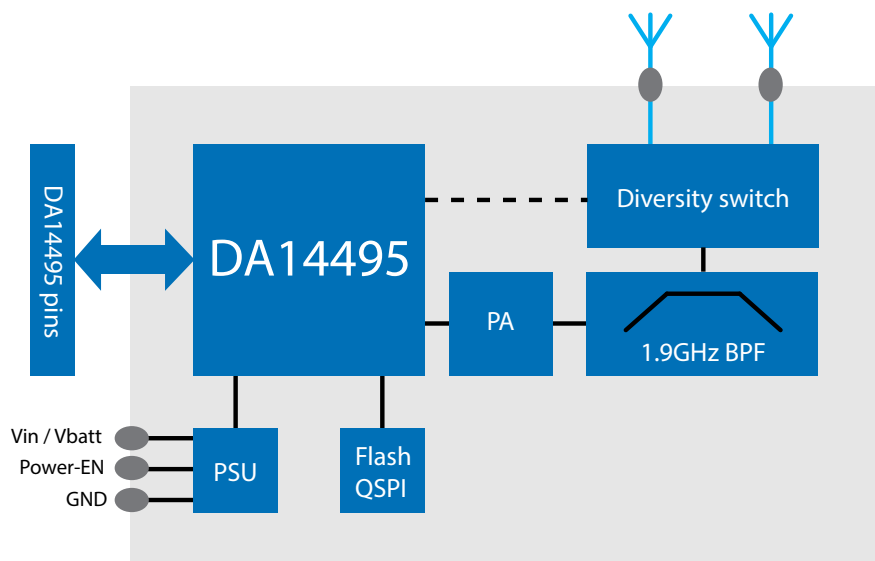 DA14495 pins
DA14495
Diversity switch
PA
1.9GHz BPF
Vin / Vbatt
Power-EN
GND
PSU
Flash
QSPI